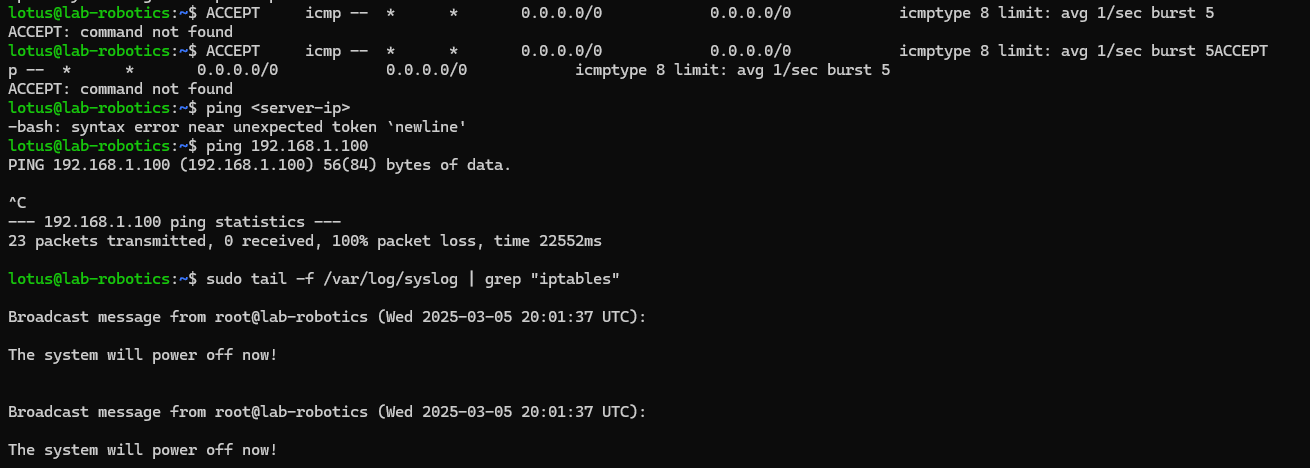 lotus@lab-robotics:~$ ACCEPT     icmp --  *      *       0.0.0.0/0            0.0.0.0/0            icmptype 8 limit: avg 1/sec burst 5
ACCEPT: command not found
lotus@lab-robotics:~$ ACCEPT     icmp --  *      *       0.0.0.0/0            0.0.0.0/0            icmptype 8 limit: avg 1/sec burst 5ACCEPT
p --  *      *       0.0.0.0/0            0.0.0.0/0            icmptype 8 limit: avg 1/sec burst 5
ACCEPT: command not found
lotus@lab-robotics:~$ ping <server-ip>
-bash: syntax error near unexpected token `newline'
lotus@lab-robotics:~$ ping 192.168.1.100
PING 192.168.1.100 (192.168.1.100) 56(84) bytes of data.
^C
--- 192.168.1.100 ping statistics ---
23 packets transmitted, 0 received, 100% packet loss, time 22552ms
lotus@lab-robotics:~$ sudo tail -f /var/log/syslog | grep "iptables"
Broadcast message from root@lab-robotics (Wed 2025-03-05 20:01:37 UTC):
The system will power off now!
Broadcast message from root@lab-robotics (Wed 2025-03-05 20:01:37 UTC):
The system will power off now!